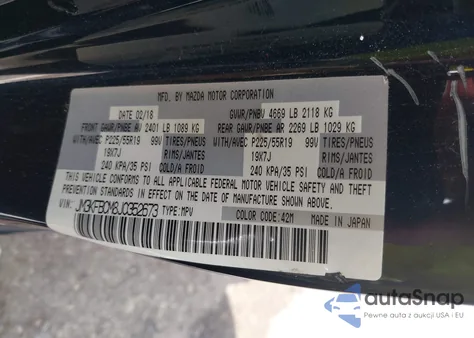 MFD. BY MAZDA MOTOR CORPORATION
DATE 02/18 GVWR/PNBV 4669 LB 2118 KG
FRONT GAWR/PNBE AV 2401 LB 1089 KG REAR GAWR/PNBE AR 2269 LB 1029 KG
WITH/AVEC P225/55R19 99V TIRES/PNEUS WITH/AVEC P225/55R19 99V TIRES/PNEUS
19X7J RIMS/JANTES 19X7J RIMS/JANTES
240 KPA/35 PSI COLD/A FROID 240 KPA/35 PSI COLD/A FROID
THIS VEHICLE CONFORMS TO ALL APPLICABLE FEDERAL MOTOR VEHICLE SAFETY AND THEFT
PREVENTION STANDARDS IN EFFECT ON THE DATE OF MANUFACTURE SHOWN ABOVE.
VIN: JM3KFBCM6J0352673 TYPE:MPV COLOR CODE:42M MADE IN JAPAN
autoSnap
Pewne auta z aukcji USA i EU